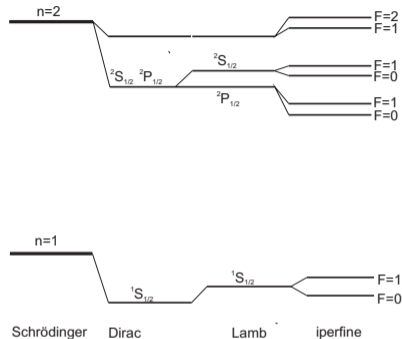 n=2
F=2
F=1
²S₁/₂ ²P₁/₂
²S₁/₂
F=1
F=0
²P₁/₂
F=1
F=0
n=1
¹S₁/₂
¹S₁/₂
F=1
F=0
Schrödinger Dirac Lamb iperfine